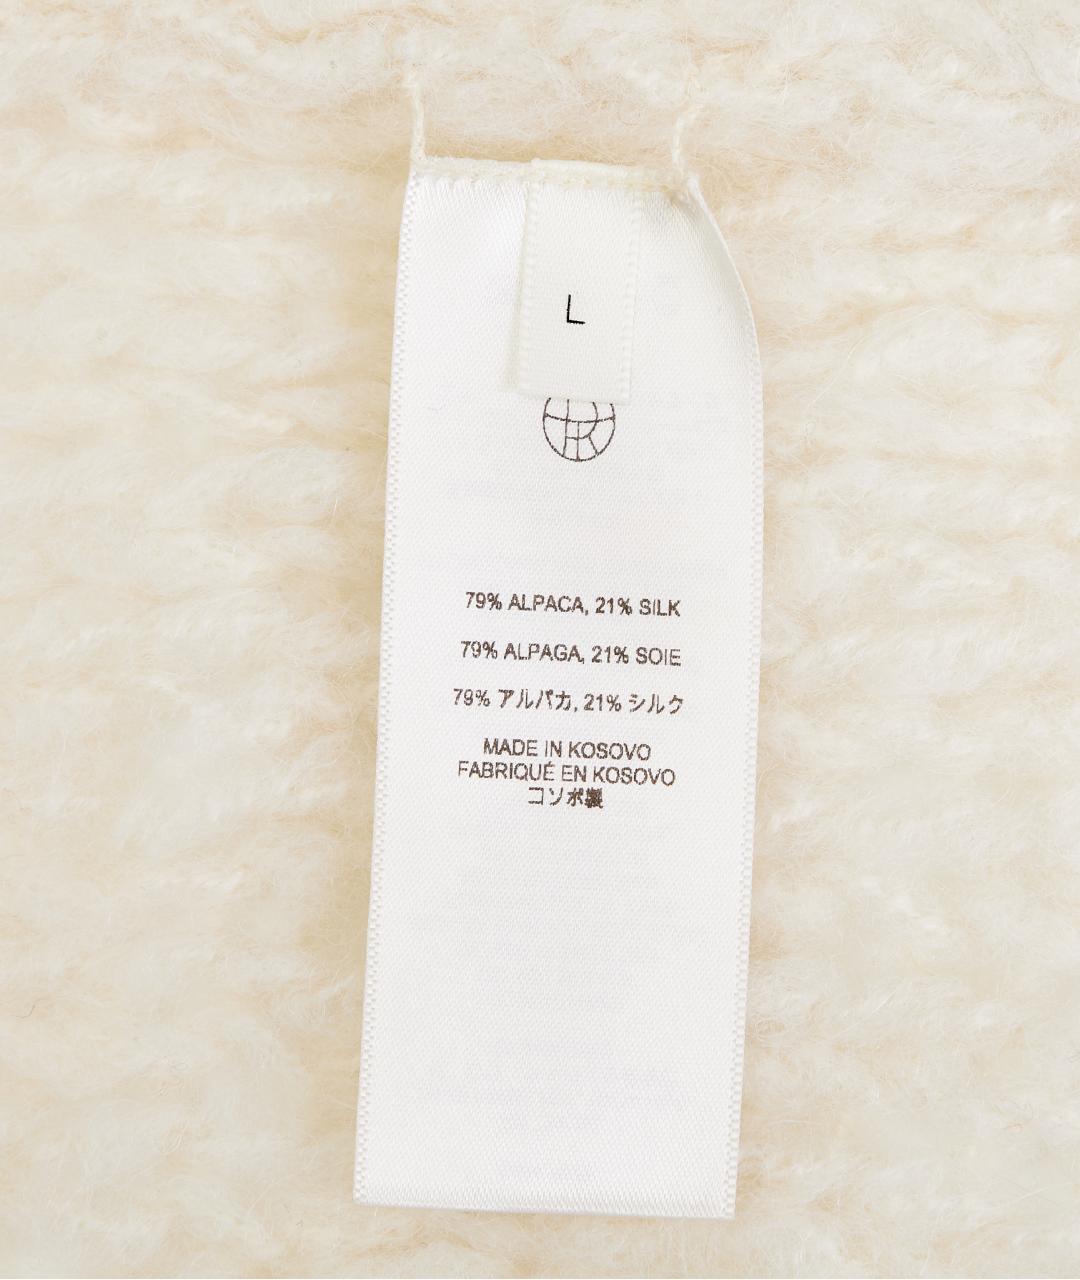 L
79% ALPACA, 21% SILK
79% ALPAGA, 21% SOIE
79% アルパカ, 21% シルク
MADE IN KOSOVO
FABRIQUÉ EN KOSOVO
コソボ製